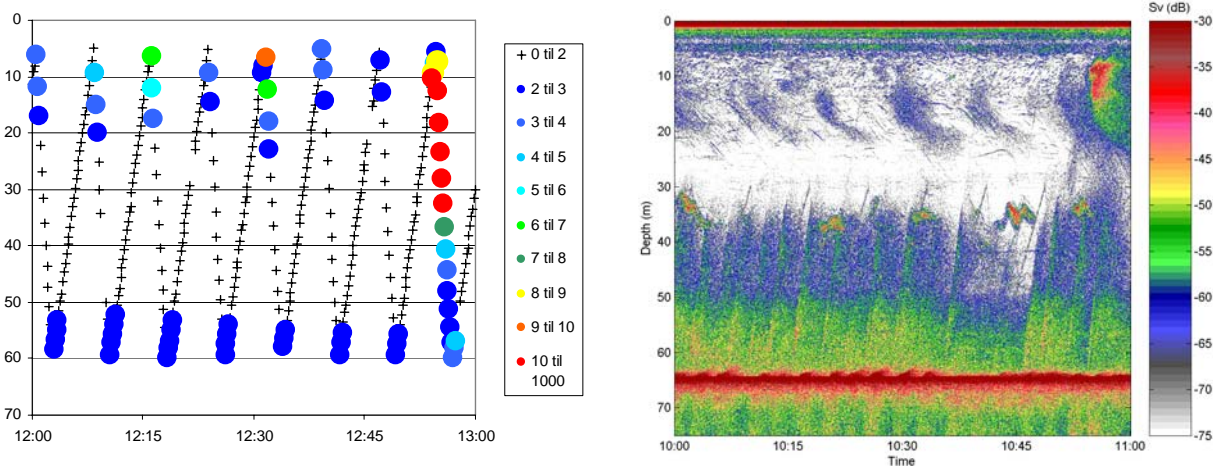 0
10
20
30
40
50
60
70
12:00
12:15
12:30
12:45
13:00
0 til 2
2 til 3
3 til 4
4 til 5
5 til 6
6 til 7
7 til 8
8 til 9
9 til 10
10 til
1000
0
10
20
30
40
50
60
70
Depth (m)
10:00
10:15
10:30
10:45
11:00
Time
Sv (dB)
-30
-35
-40
-45
-50
-55
-60
-65
-70
-75